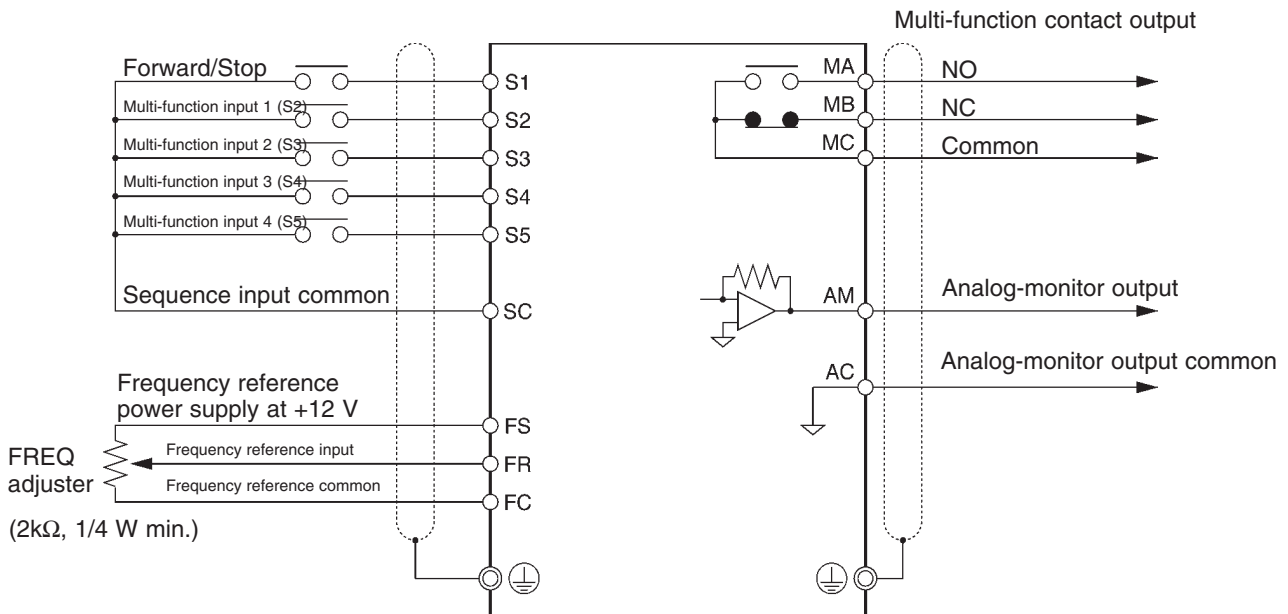 Multi-function contact output
Forward/Stop
S1
MA
NO
Multi-function input 1 (S2)
S2
MB
NC
Multi-function input 2 (S3)
S3
MC
Common
Multi-function input 3 (S4)
S4
Multi-function input 4 (S5)
S5
Sequence input common
SC
AM
Analog-monitor output
Frequency reference
power supply at +12 V
AC
Analog-monitor output common
FS
FREQ
adjuster
Frequency reference input
FR
Frequency reference common
FC
(2kΩ, 1/4 W min.)